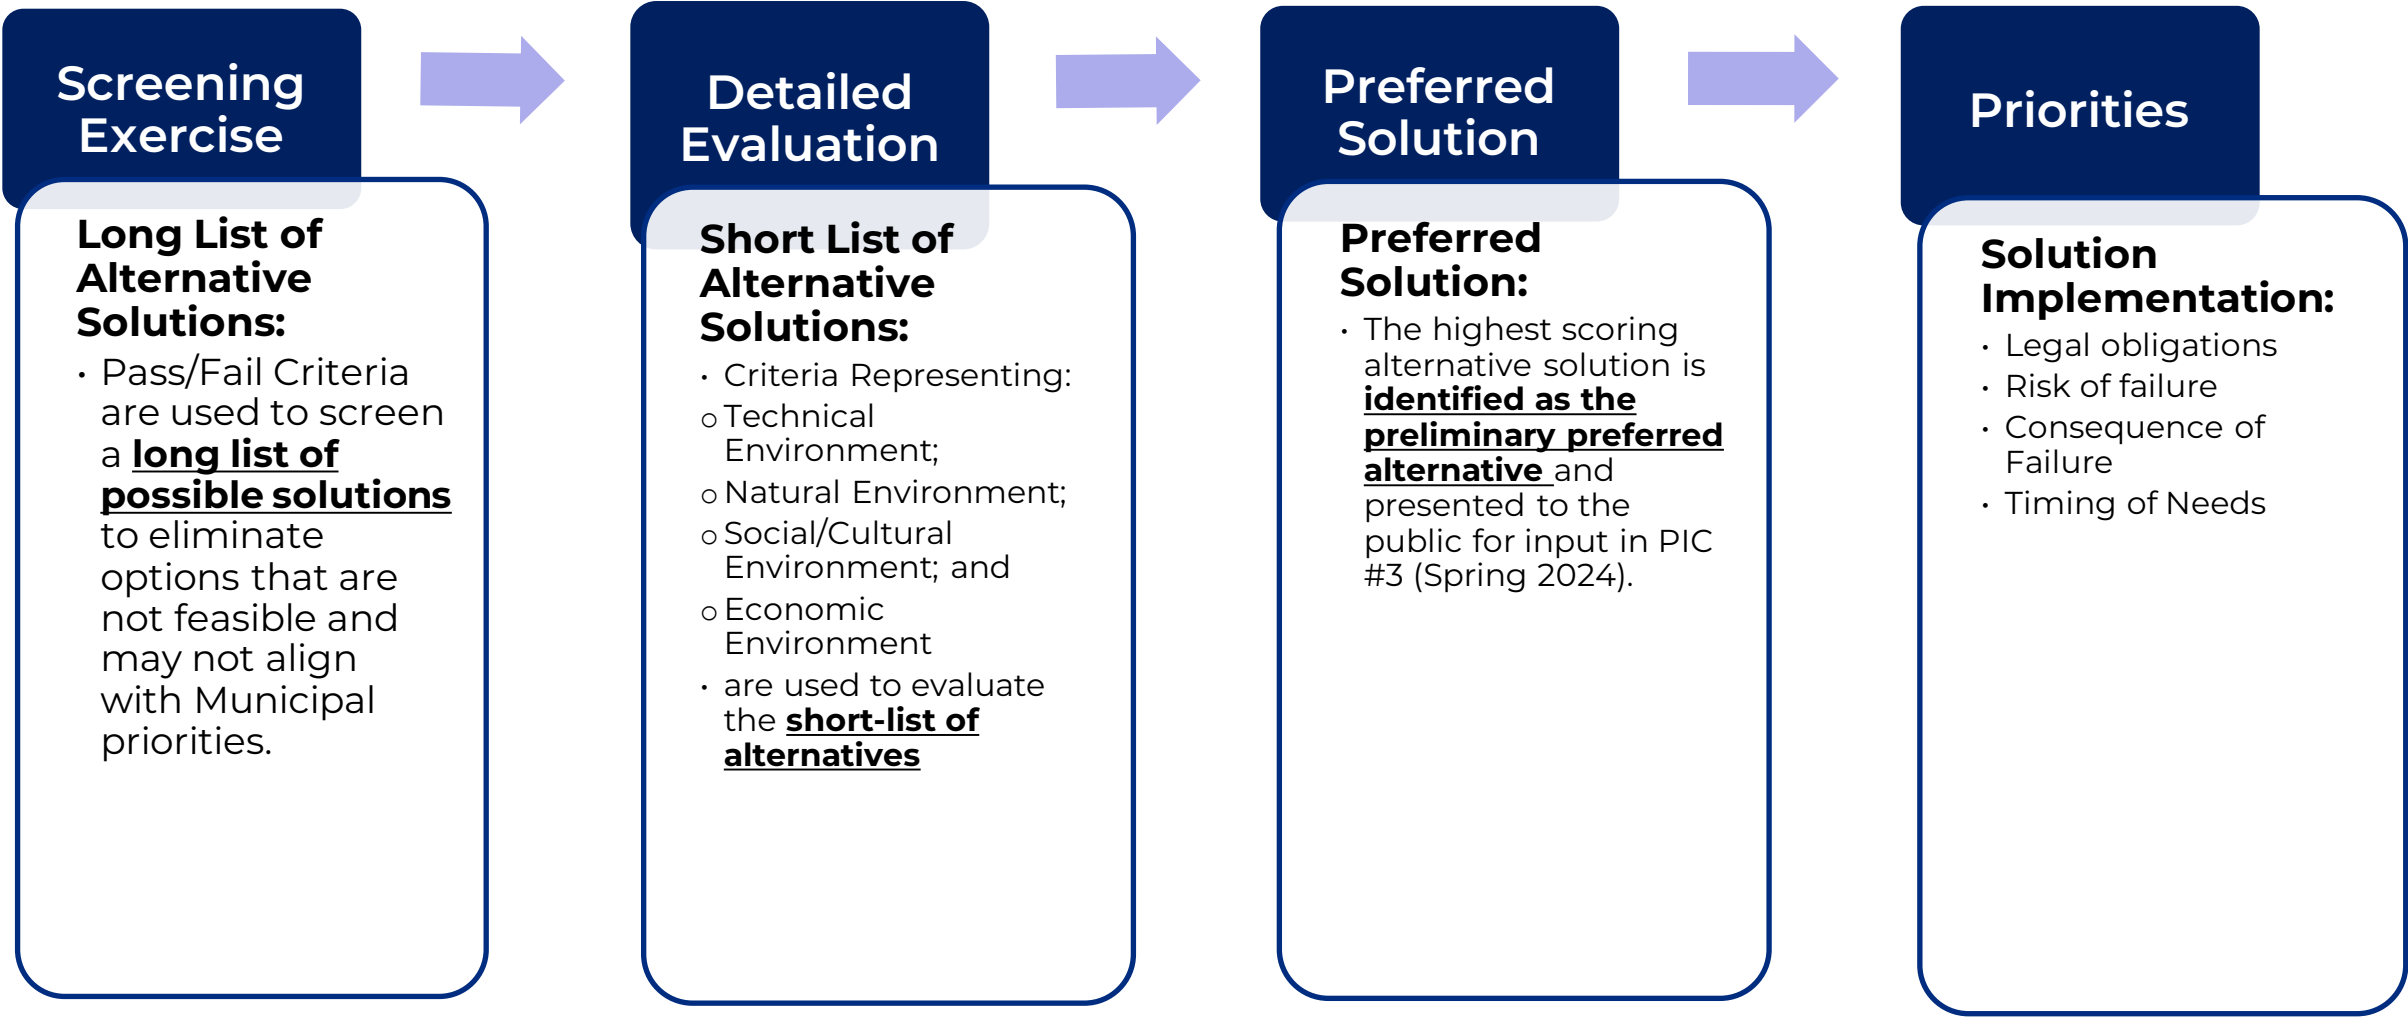 Screening
Exercise
Long List of
Alternative
Solutions:
· Pass/Fail Criteria
are used to screen
a long list of
possible solutions
to eliminate
options that are
not feasible and
may not align
with Municipal
priorities.
Detailed
Evaluation
Short List of
Alternative
Solutions:
· Criteria Representing:
o Technical
Environment;
o Natural Environment;
o Social/Cultural
Environment; and
o Economic
Environment
· are used to evaluate
the short-list of
alternatives
Preferred
Solution
Preferred
Solution:
· The highest scoring
alternative solution is
identified as the
preliminary preferred
alternative and
presented to the
public for input in PIC
#3 (Spring 2024).
Priorities
Solution
Implementation:
· Legal obligations
· Risk of failure
· Consequence of
Failure
· Timing of Needs